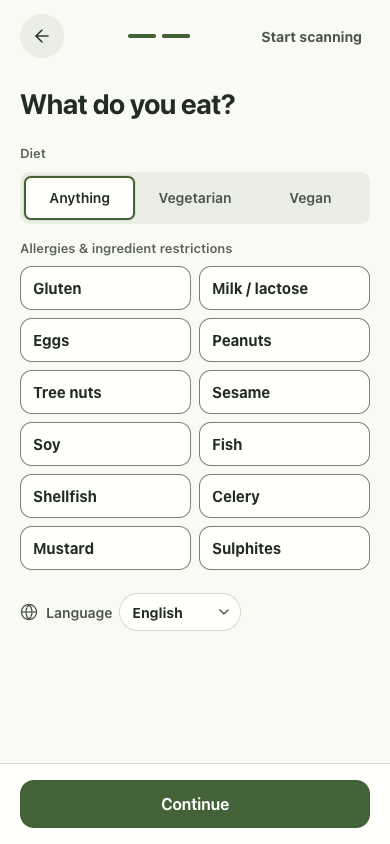 Start scanning
What do you eat?
Diet
Anything
Vegetarian
Vegan
Allergies & ingredient restrictions
Gluten
Milk / lactose
Eggs
Peanuts
Tree nuts
Sesame
Soy
Fish
Shellfish
Celery
Mustard
Sulphites
Language
English
Continue